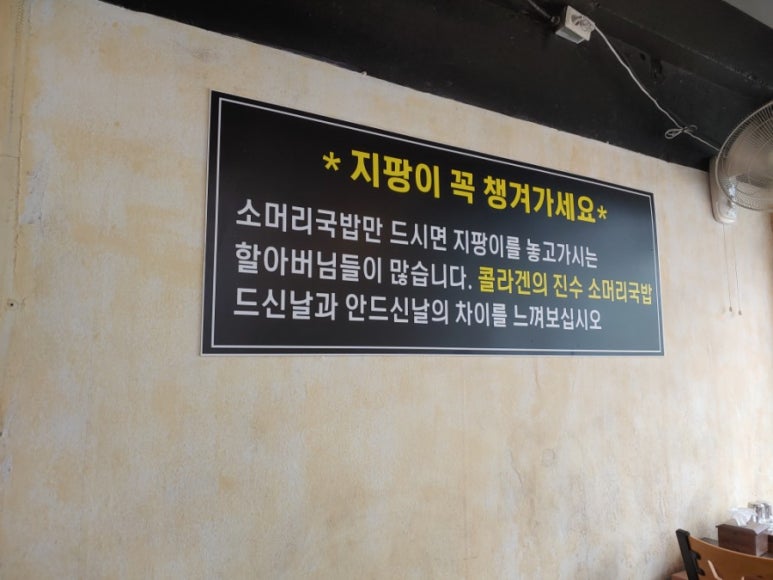 * 지팡이 꼭 챙겨가세요*
소머리국밥만 드시면 지팡이를 놓고가시는
할아버님들이 많습니다. 콜라겐의 진수 소머리국밥
드신날과 안드신날의 차이를 느껴보십시오